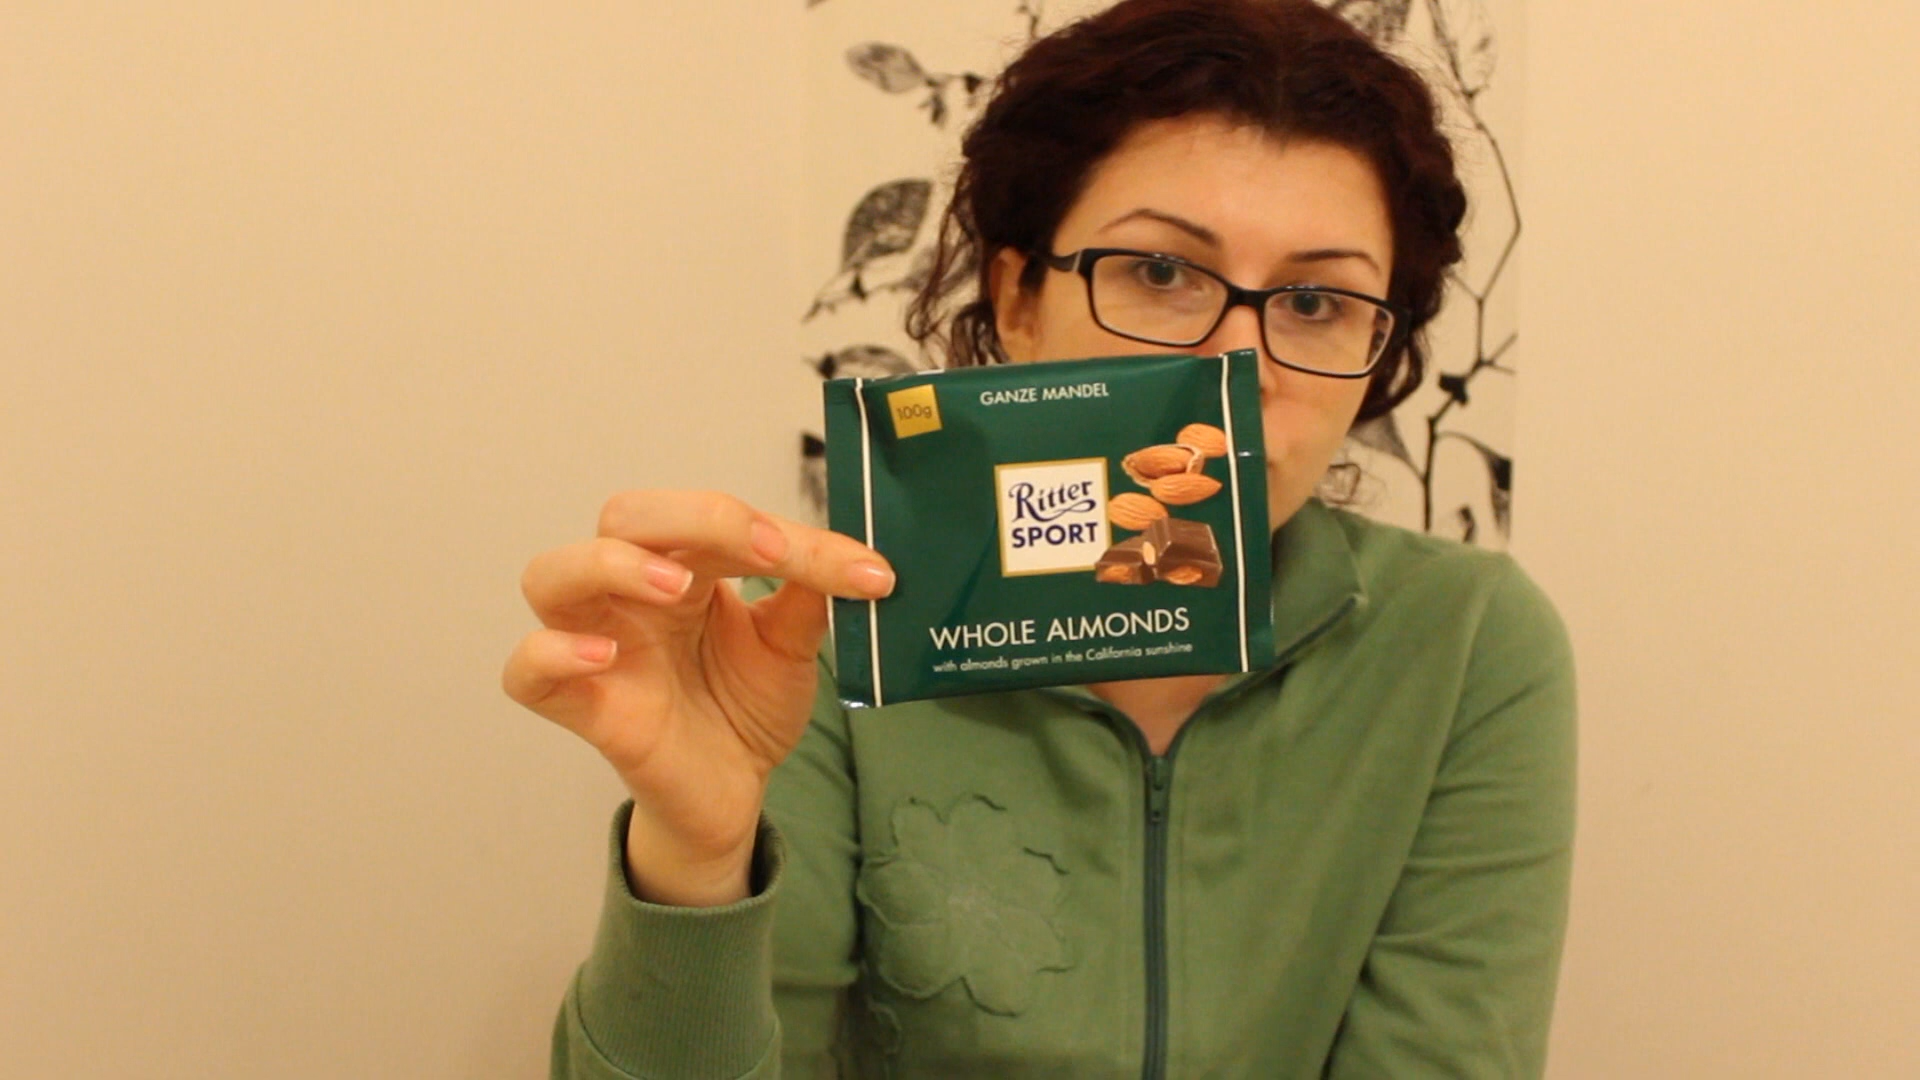 100g
GANZE MANDEL
Ritter
SPORT
WHOLE ALMONDS
with almonds grown in the California sunshine